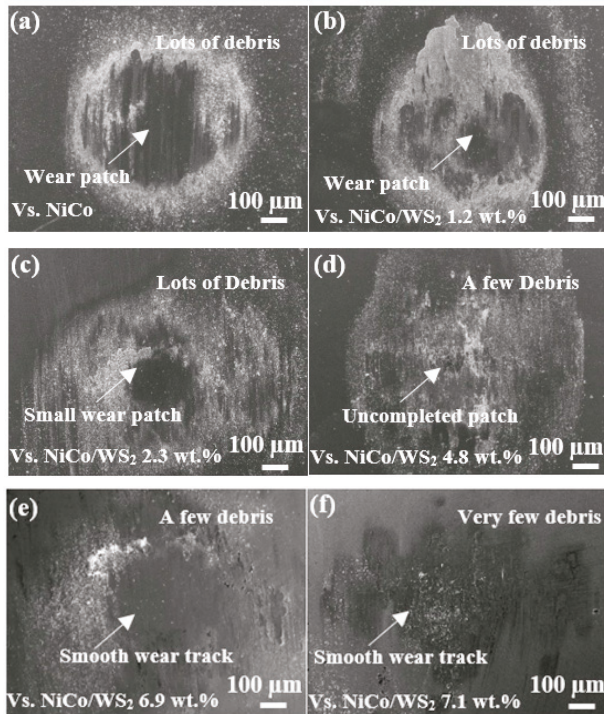 (a)
Lots of debris
Wear patch
Vs. NiCo
100 µm
(b)
Lots of debris
Wear patch
Vs. NiCo/WS₂ 1.2 wt.%
100 µm
(c)
Lots of Debris
Small wear patch
Vs. NiCo/WS₂ 2.3 wt.%
100 µm
(d)
A few Debris
Uncompleted patch
Vs. NiCo/WS₂ 4.8 wt.%
100 µm
(e)
A few debris
Smooth wear track
Vs. NiCo/WS₂ 6.9 wt.%
100 µm
(f)
Very few debris
Smooth wear track
Vs. NiCo/WS₂ 7.1 wt.%
100 µm